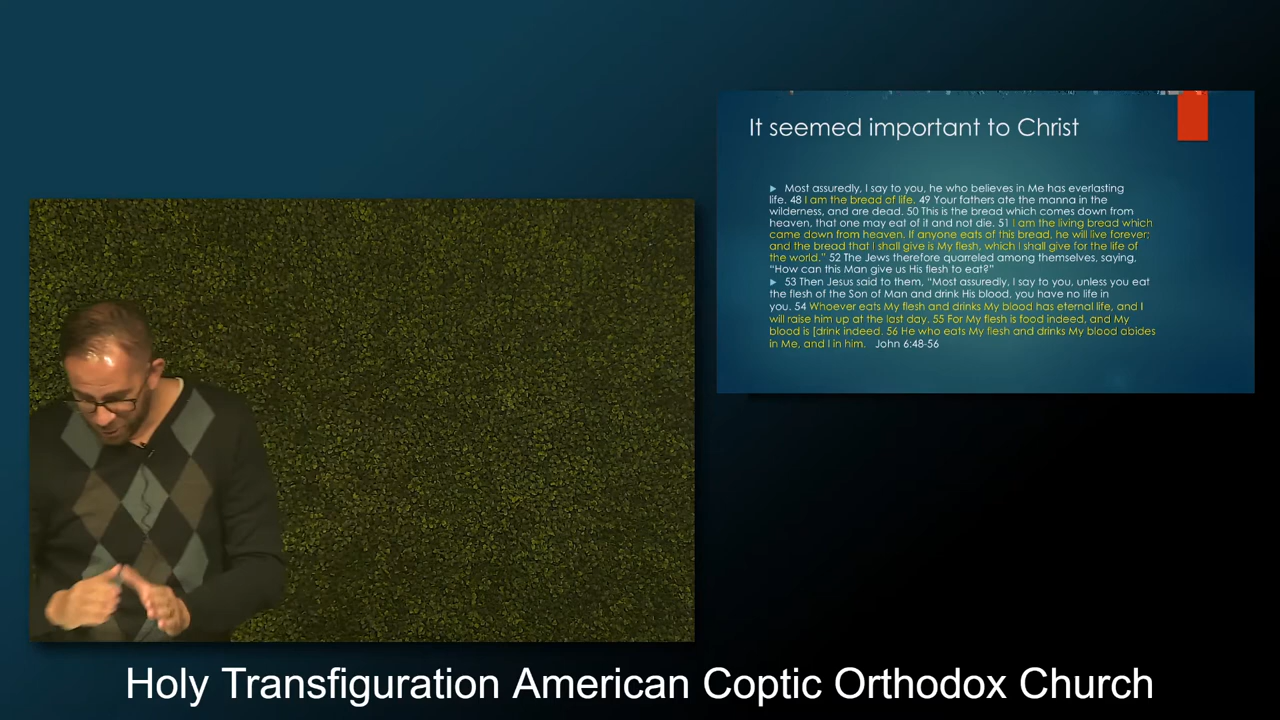 It seemed important to Christ
Most assuredly, I say to you, he who believes in Me has everlasting
life. 48 I am the bread of life. 49 Your fathers ate the manna in the
wilderness, and are dead. 50 This is the bread which comes down from
heaven, that one may eat of it and not die. 51 I am the living bread which
came down from heaven. If anyone eats of this bread, he will live forever;
and the bread that I shall give is My flesh, which I shall give for the life of
the world.” 52 The Jews therefore quarreled among themselves, saying,
“How can this Man give us His flesh to eat?”
53 Then Jesus said to them, “Most assuredly, I say to you, unless you eat
the flesh of the Son of Man and drink His blood, you have no life in
you. 54 Whoever eats My flesh and drinks My blood has eternal life, and I
will raise him up at the last day. 55 For My flesh is food indeed, and My
blood is [drink indeed. 56 He who eats My flesh and drinks My blood abides
in Me, and I in him. John 6:48-56
Holy Transfiguration American Coptic Orthodox Church